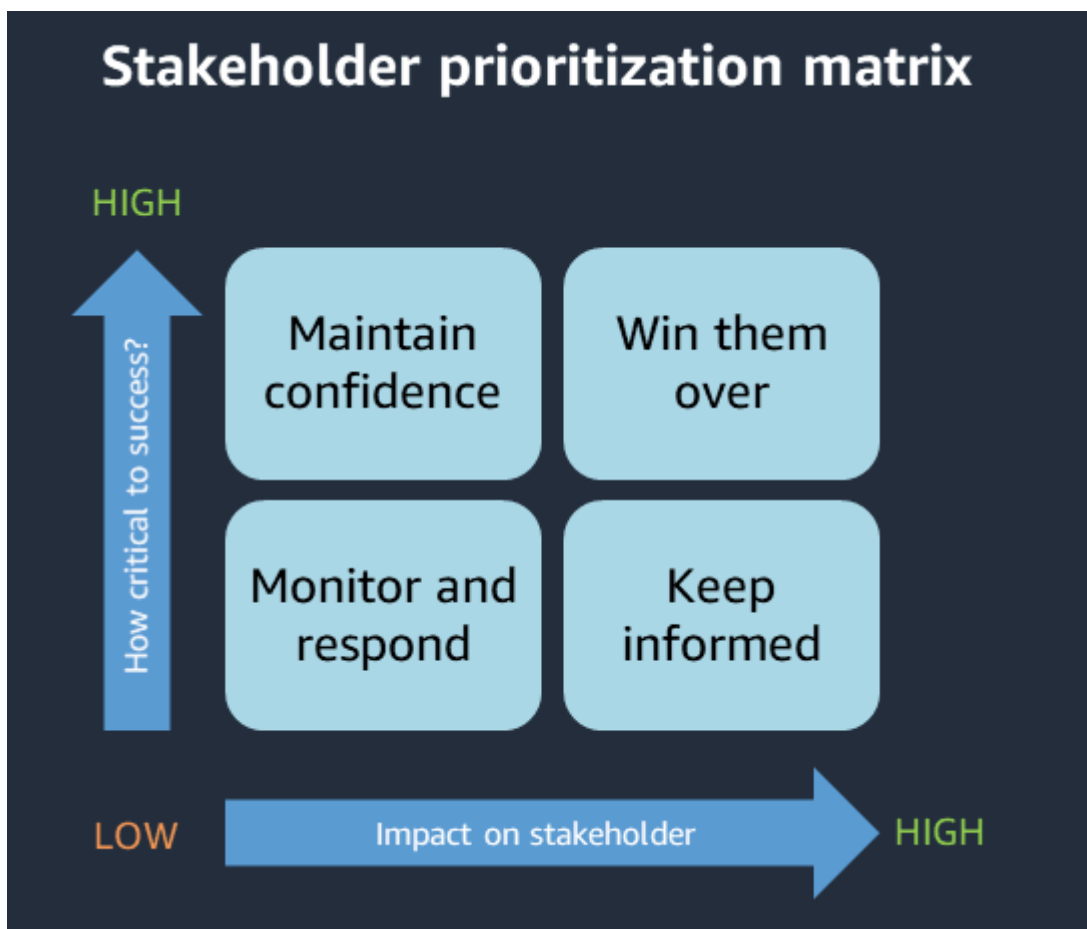 Stakeholder prioritization matrix
HIGH
How critical to success?
Maintain
confidence
Win them
over
Monitor and
respond
Keep
informed
LOW
Impact on stakeholder
HIGH